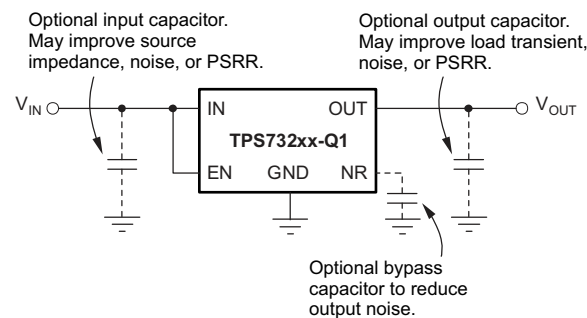 Optional input capacitor.
May improve source
impedance, noise, or PSRR.
Optional output capacitor.
May improve load transient,
noise, or PSRR.
VIN
IN
OUT
VOUT
TPS732xx-Q1
EN
GND
NR
Optional bypass
capacitor to reduce
output noise.